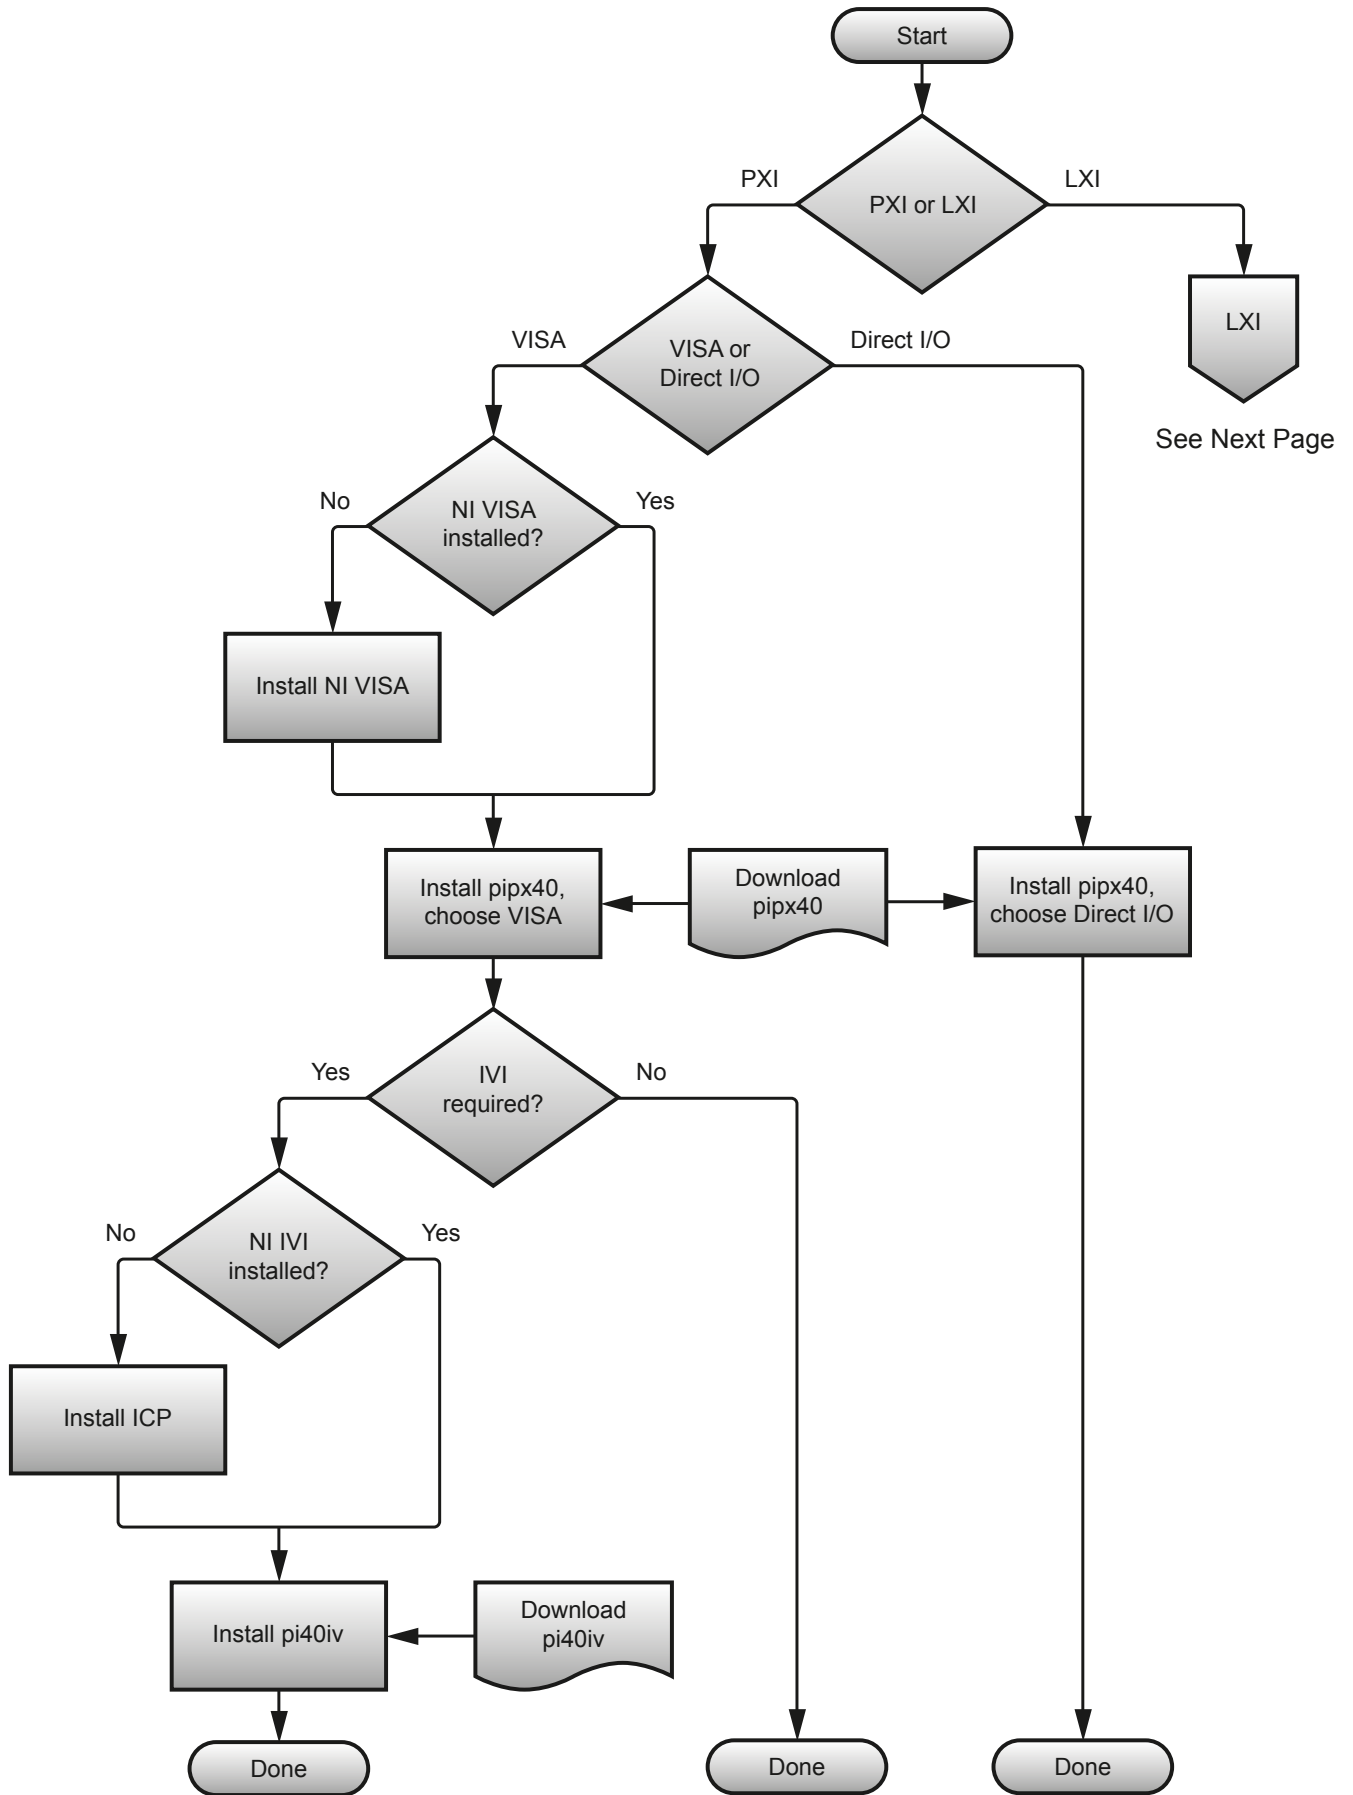 Start
PXI
LXI
PXI or LXI
LXI
See Next Page
VISA
Direct I/O
VISA or
Direct I/O
No
Yes
NI VISA
installed?
Install NI VISA
Install pipx40,
choose VISA
Download
pipx40
Install pipx40,
choose Direct I/O
Yes
No
IVI
required?
No
Yes
NI IVI
installed?
Install ICP
Install pi40iv
Download
pi40iv
Done
Done
Done